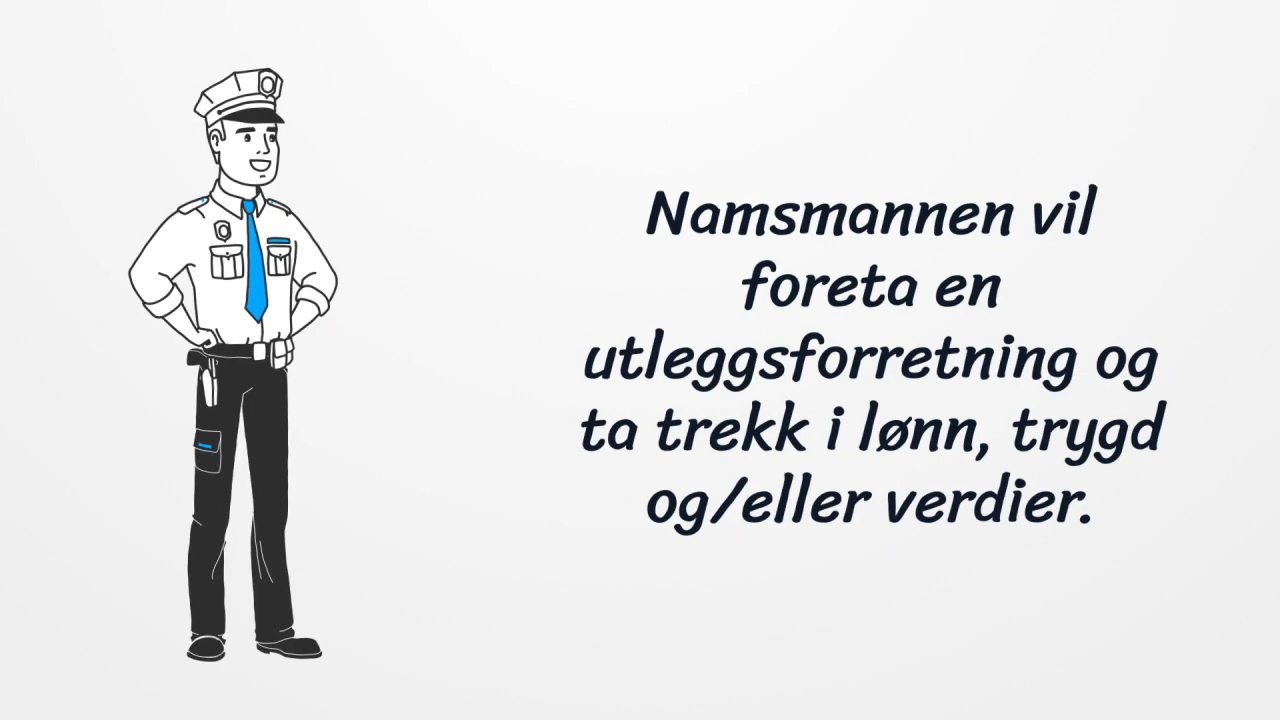 Namsmannen vil
foreta en
utleggsforretning og
ta trekk i lønn, trygd
og/eller verdier.